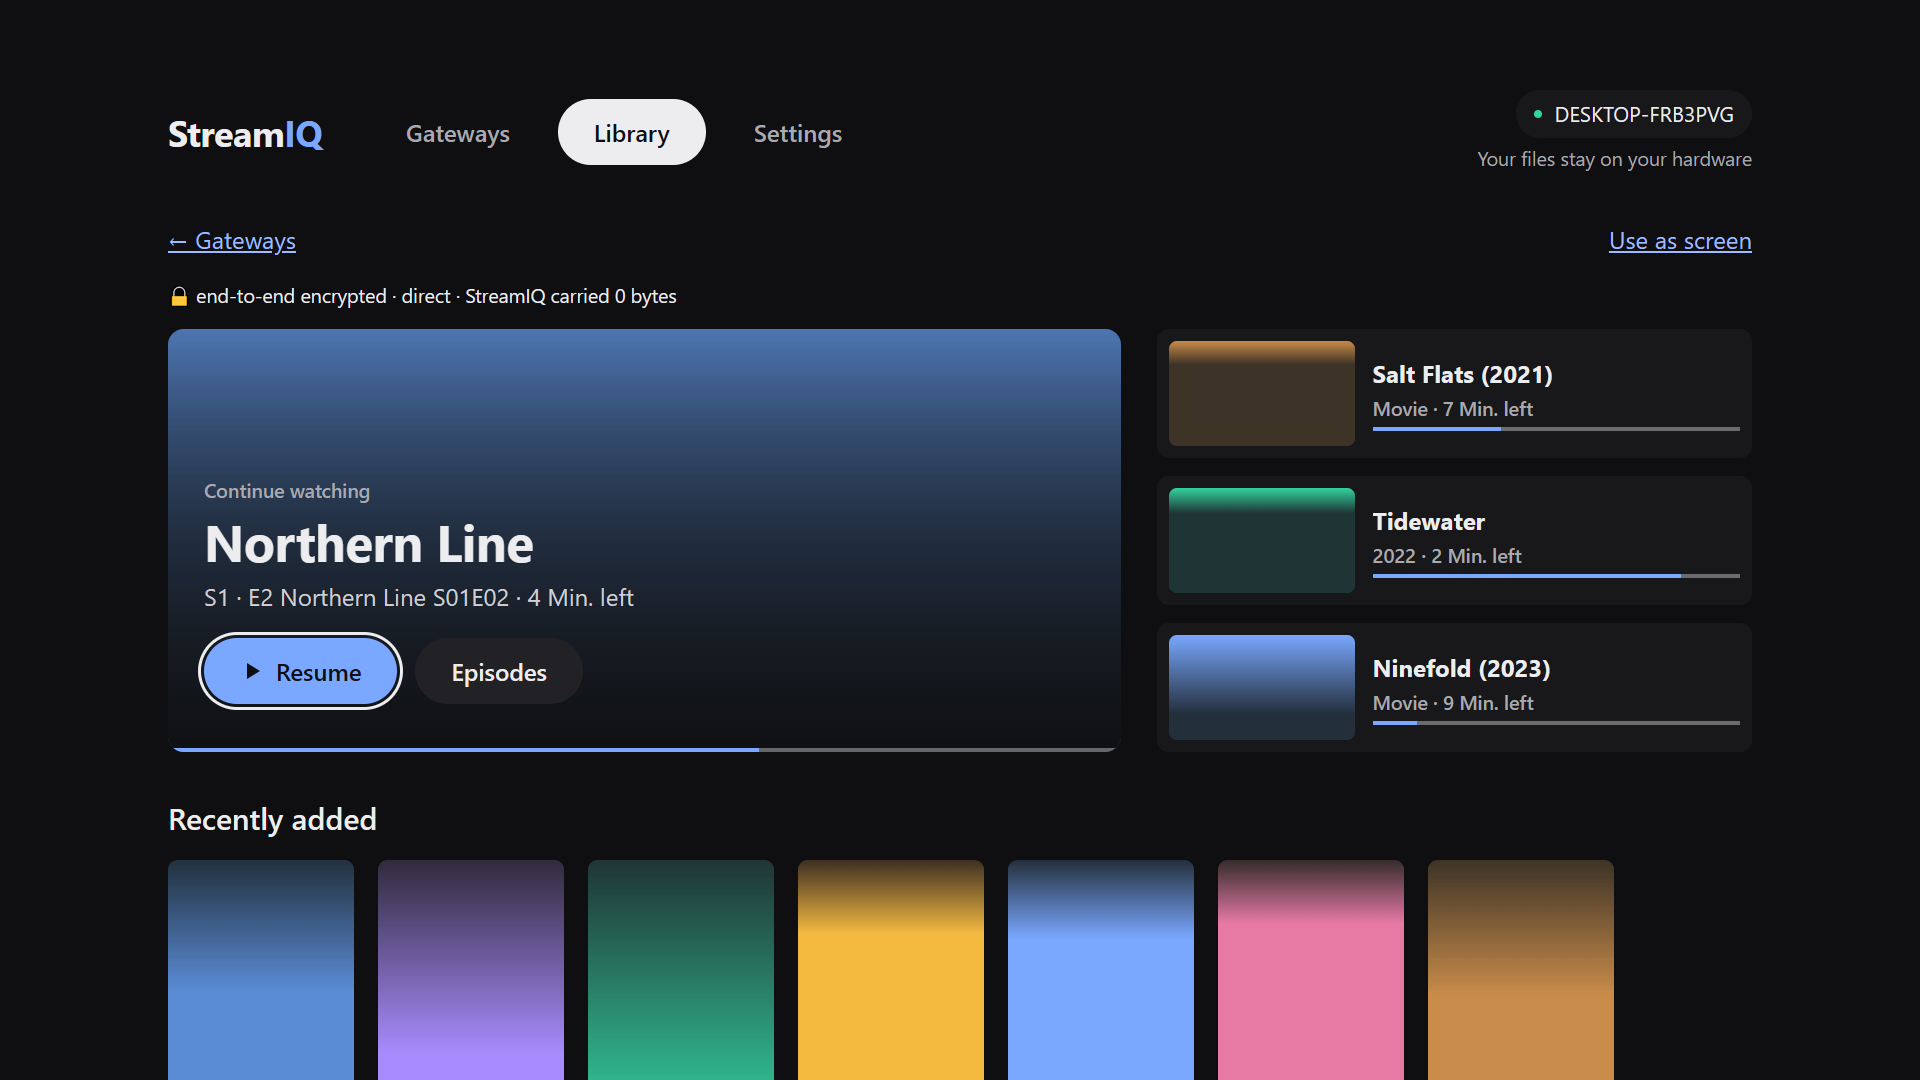 StreamIQ
Gateways
Library
Settings
DESKTOP-FRB3PVG
Your files stay on your hardware
← Gateways
Use as screen
🔒 end-to-end encrypted · direct · StreamIQ carried 0 bytes
Continue watching
Northern Line
S1 · E2 Northern Line S01E02 · 4 Min. left
Resume
Episodes
Salt Flats (2021)
Movie · 7 Min. left
Tidewater
2022 · 2 Min. left
Ninefold (2023)
Movie · 9 Min. left
Recently added